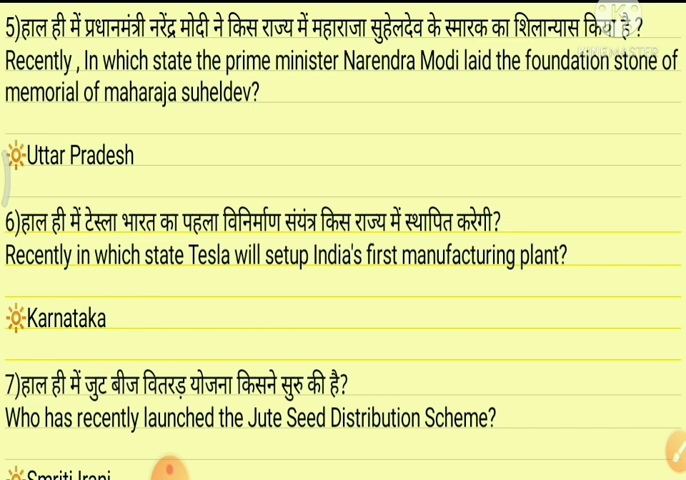 5)हाल ही में प्रधानमंत्री नरेंद्र मोदी ने किस राज्य में महाराजा सुहेलदेव के स्मारक का शिलान्यास किया है ?
Recently , In which state the prime minister Narendra Modi laid the foundation stone of
memorial of maharaja suheldev?
Uttar Pradesh
6)हाल ही में टेस्ला भारत का पहला विनिर्माण संयंत्र किस राज्य में स्थापित करेगी?
Recently in which state Tesla will setup India's first manufacturing plant?
Karnataka
7)हाल ही में जुट बीज वितरड़ योजना किसने सुरु की है?
Who has recently launched the Jute Seed Distribution Scheme?
Smriti Irani